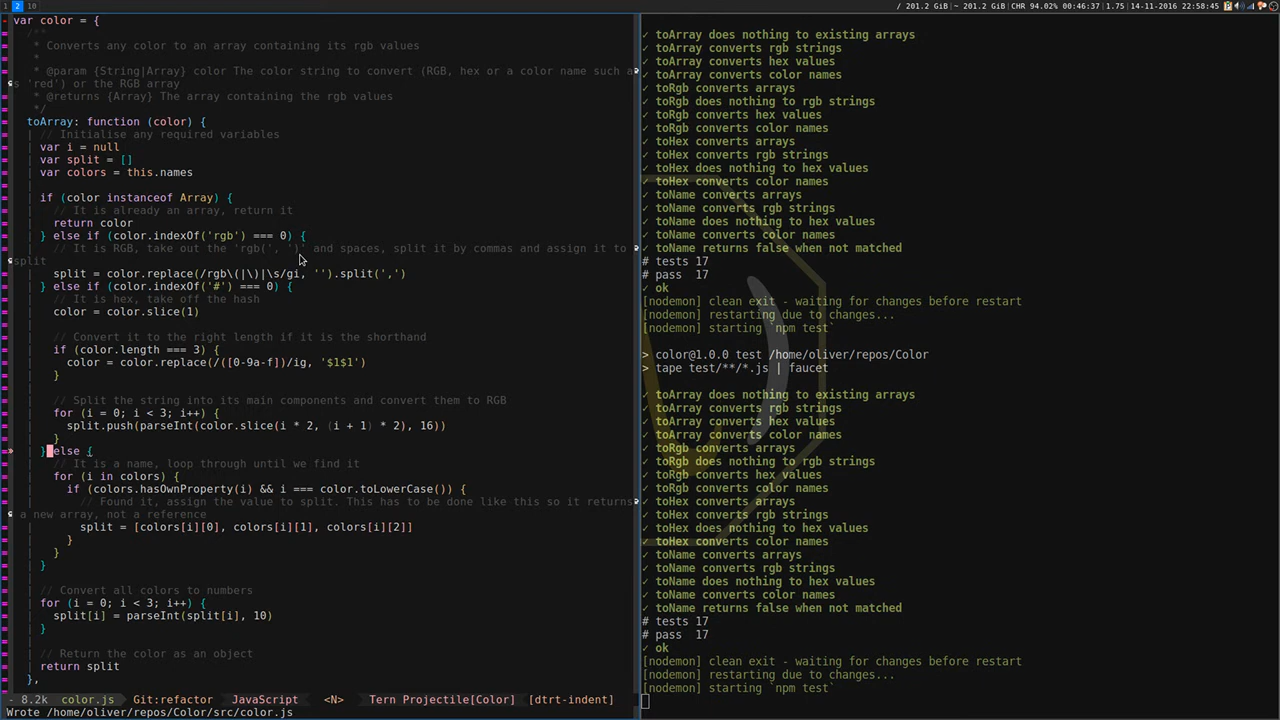 1 2 10 / 201.2 GiB|~ 201.2 GiB|CHR 94.02% 00:46:37|1.75|14-11-2016 22:58:45
var color = {
/**
* Converts any color to an array containing its rgb values
*
* @param {String|Array} color The color string to convert (RGB, hex or a color name such a
s 'red') or the RGB array
* @returns {Array} The array containing the rgb values
*/
toArray: function (color) {
// Initialise any required variables
var i = null
var split = []
var colors = this.names
if (color instanceof Array) {
// It is already an array, return it
return color
} else if (color.indexOf('rgb') === 0) {
// It is RGB, take out the 'rgb(', ')' and spaces, split it by commas and assign it to
split
split = color.replace(/rgb\(|\)|\s/gi, '').split(',')
} else if (color.indexOf('#') === 0) {
// It is hex, take off the hash
color = color.slice(1)
// Convert it to the right length if it is the shorthand
if (color.length === 3) {
color = color.replace(/([0-9a-f])/ig, '$1$1')
}
// Split the string into its main components and convert them to RGB
for (i = 0; i < 3; i++) {
split.push(parseInt(color.slice(i * 2, (i + 1) * 2), 16))
}
} else {
// It is a name, loop through until we find it
for (i in colors) {
if (colors.hasOwnProperty(i) && i === color.toLowerCase()) {
// Found it, assign the value to split. This has to be done like this so it returns
a new array, not a reference
split = [colors[i][0], colors[i][1], colors[i][2]]
}
}
}
// Convert all colors to numbers
for (i = 0; i < 3; i++) {
split[i] = parseInt(split[i], 10)
}
// Return the color as an object
return split
},
- 8.2k color.js Git:refactor JavaScript <N> Tern Projectile[Color] [dtrt-indent]
Wrote /home/oliver/repos/Color/src/color.js
✓ toArray does nothing to existing arrays
✓ toArray converts rgb strings
✓ toArray converts hex values
✓ toArray converts color names
✓ toRgb converts arrays
✓ toRgb does nothing to rgb strings
✓ toRgb converts hex values
✓ toRgb converts color names
✓ toHex converts arrays
✓ toHex converts rgb strings
✓ toHex does nothing to hex values
✓ toHex converts color names
✓ toName converts arrays
✓ toName converts rgb strings
✓ toName does nothing to hex values
✓ toName converts color names
✓ toName returns false when not matched
# tests 17
# pass 17
✓ ok
[nodemon] clean exit - waiting for changes before restart
[nodemon] restarting due to changes...
[nodemon] starting `npm test`
> color@1.0.0 test /home/oliver/repos/Color
> tape test/**/*.js | faucet
✓ toArray does nothing to existing arrays
✓ toArray converts rgb strings
✓ toArray converts hex values
✓ toArray converts color names
✓ toRgb converts arrays
✓ toRgb does nothing to rgb strings
✓ toRgb converts hex values
✓ toRgb converts color names
✓ toHex converts arrays
✓ toHex converts rgb strings
✓ toHex does nothing to hex values
✓ toHex converts color names
✓ toName converts arrays
✓ toName converts rgb strings
✓ toName does nothing to hex values
✓ toName converts color names
✓ toName returns false when not matched
# tests 17
# pass 17
✓ ok
[nodemon] clean exit - waiting for changes before restart
[nodemon] restarting due to changes...
[nodemon] starting `npm test`